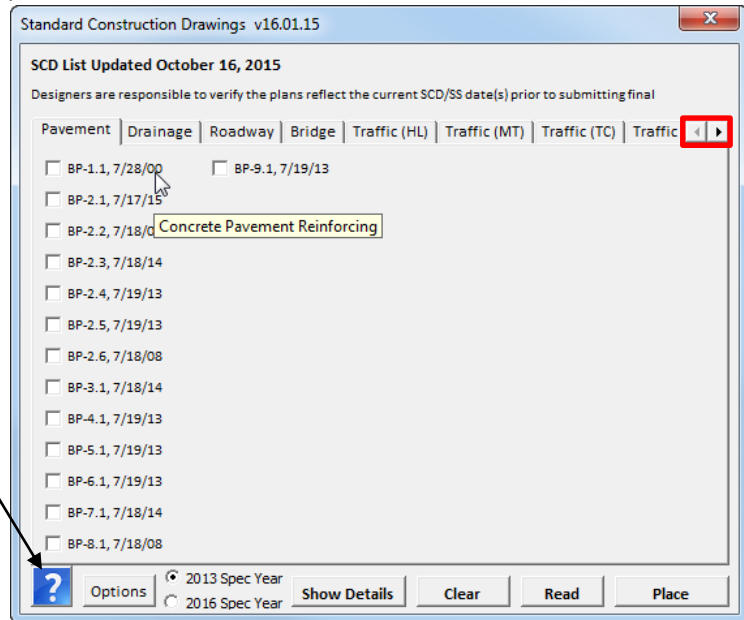 Standard Construction Drawings v16.01.15
x
SCD List Updated October 16, 2015
Designers are responsible to verify the plans reflect the current SCD/SS date(s) prior to submitting final
Pavement Drainage Roadway Bridge Traffic (HL) Traffic (MT) Traffic (TC) Traffic
BP-1.1, 7/28/00 BP-9.1, 7/19/13
BP-2.1, 7/17/15
BP-2.2, 7/18/0
Concrete Pavement Reinforcing
BP-2.3, 7/18/14
BP-2.4, 7/19/13
BP-2.5, 7/19/13
BP-2.6, 7/18/08
BP-3.1, 7/18/14
BP-4.1, 7/19/13
BP-5.1, 7/19/13
BP-6.1, 7/19/13
BP-7.1, 7/18/14
BP-8.1, 7/18/08
?
Options
2013 Spec Year
2016 Spec Year
Show Details Clear Read Place